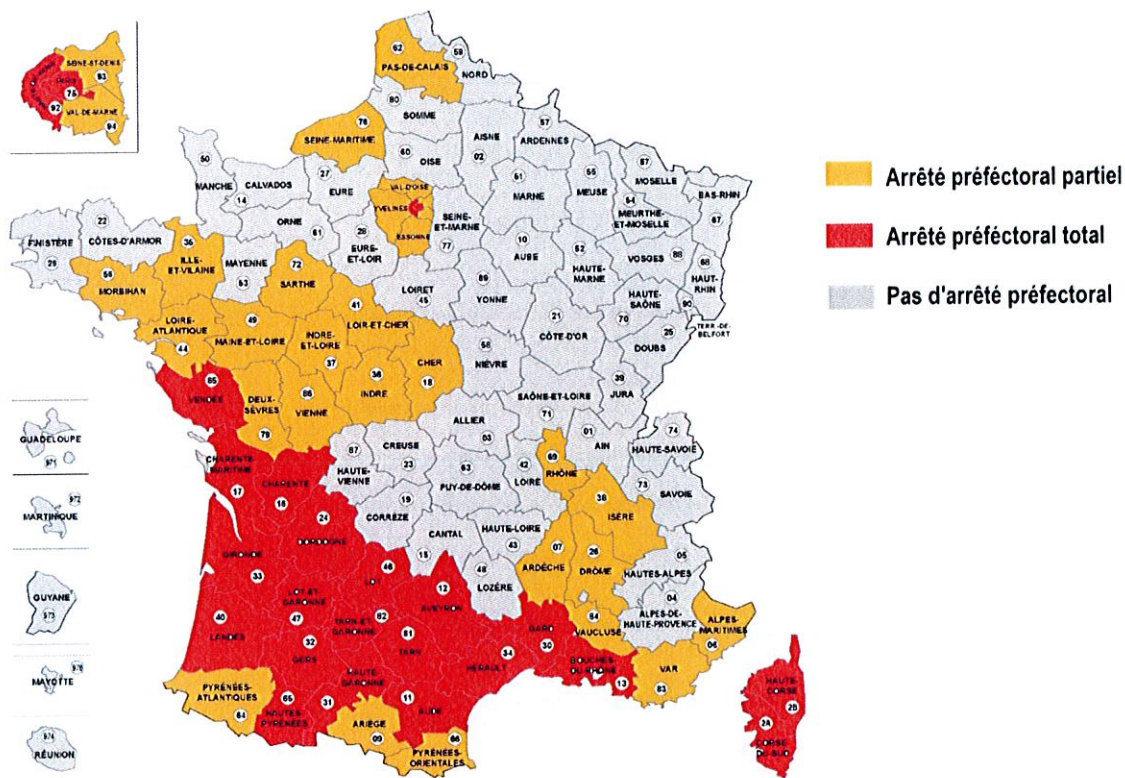 SEINE-ST-DENIS
93
PARIS
75
92
VAL-DE-MARNE
94
62
PAS-DE-CALAIS
59
NORD
80
SOMME
76
SEINE-MARITIME
AISNE
02
ARDENNES
60
OISE
50
MANCHE
CALVADOS
14
27
EURE
VAL-D'OISE
YVELINES
ESSONNE
SEINE-
ET-MARNE
77
51
MARNE
55
MEUSE
57
MOSELLE
54
MEURTHE-
ET-MOSELLE
BAS-RHIN
67
ORNE
61
28
EURE-
ET-LOIR
10
AUBE
52
HAUTE-
MARNE
VOSGES
88
68
HAUT-
RHIN
22
CÔTES-D'ARMOR
FINISTÈRE
29
56
MORBIHAN
ILLE-
ET-VILAINE
MAYENNE
53
72
SARTHE
LOIRET
45
89
YONNE
HAUTE-
SAÔNE
70
90
TERR.-DE-
BELFORT
LOIRE-
ATLANTIQUE
44
49
MAINE-ET-LOIRE
INDRE-
ET-LOIRE
37
41
LOIR-ET-CHER
CHER
18
58
NIÈVRE
21
CÔTE-D'OR
25
DOUBS
39
JURA
85
VENDÉE
DEUX-
SÈVRES
79
86
VIENNE
36
INDRE
SAÔNE-ET-LOIRE
71
ALLIER
03
01
AIN
74
HAUTE-SAVOIE
CREUSE
23
87
HAUTE-
VIENNE
63
PUY-DE-DÔME
42
LOIRE
69
RHÔNE
73
SAVOIE
38
ISÈRE
CHARENTE-
MARITIME
17
CHARENTE
16
24
DORDOGNE
19
CORRÈZE
CANTAL
15
HAUTE-LOIRE
43
07
ARDÈCHE
26
DRÔME
05
HAUTES-ALPES
GIRONDE
33
46
LOT
12
AVEYRON
48
LOZÈRE
04
ALPES-DE-
HAUTE-PROVENCE
ALPES-
MARITIMES
06
LOT-ET-
GARONNE
47
TARN-ET-
GARONNE
82
81
TARN
40
LANDES
32
GERS
GARD
30
84
VAUCLUSE
34
HÉRAULT
BOUCHES-
DU-RHÔNE
13
VAR
83
PYRÉNÉES-
ATLANTIQUES
64
65
HAUTES-
PYRÉNÉES
HAUTE-
GARONNE
31
ARIÈGE
09
11
AUDE
66
PYRÉNÉES-
ORIENTALES
HAUTE-
CORSE
2B
2A
CORSE-
DU-SUD
GUADELOUPE
971
972
MARTINIQUE
GUYANE
973
MAYOTTE
974
RÉUNION
Arrêté préféctoral partiel
Arrêté préféctoral total
Pas d'arrêté préfectoral